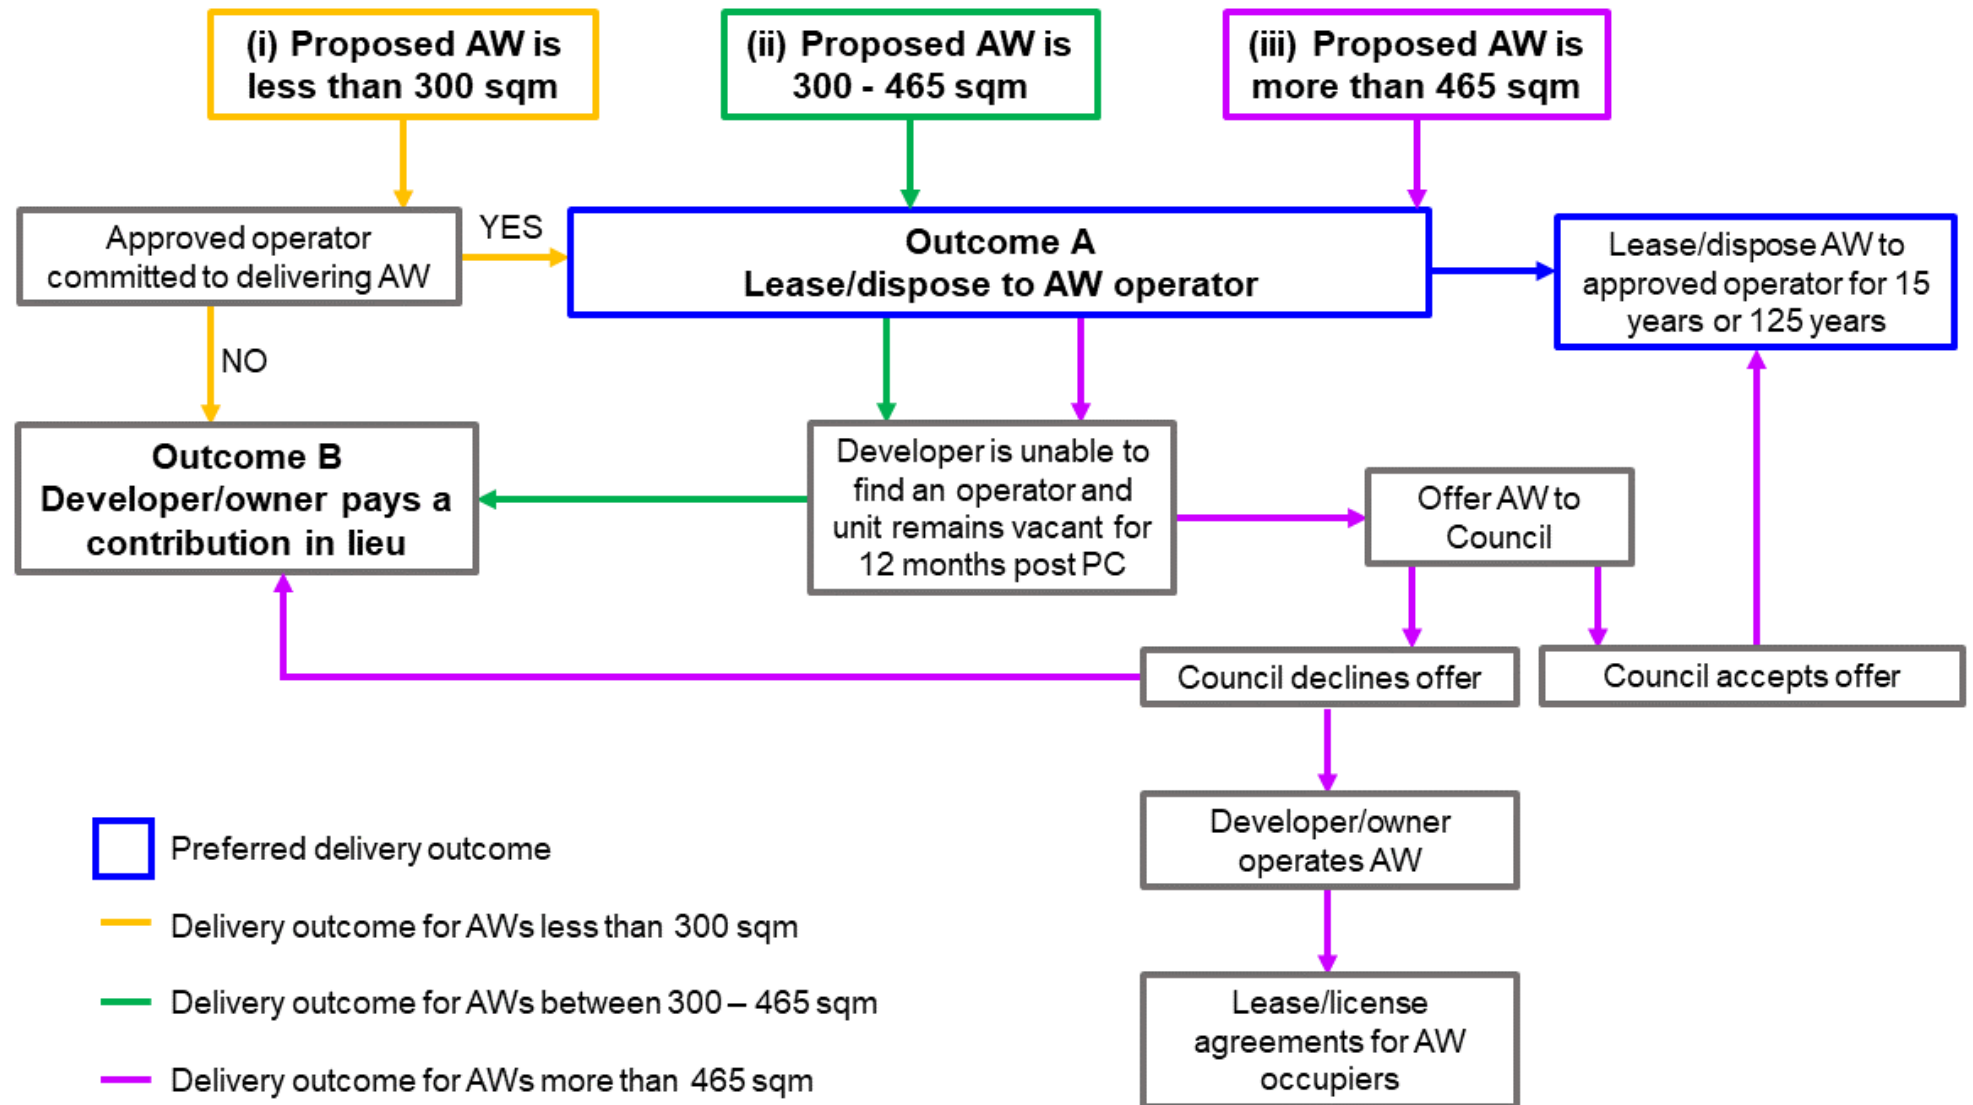 (i) Proposed AW is
less than 300 sqm
(ii) Proposed AW is
300 - 465 sqm
(iii) Proposed AW is
more than 465 sqm
Approved operator
committed to delivering AW
YES
Outcome A
Lease/dispose to AW operator
Lease/dispose AW to
approved operator for 15
years or 125 years
NO
Outcome B
Developer/owner pays a
contribution in lieu
Developer is unable to
find an operator and
unit remains vacant for
12 months post PC
Offer AW to
Council
Council declines offer
Council accepts offer
Developer/owner
operates AW
Lease/license
agreements for AW
occupiers
Preferred delivery outcome
Delivery outcome for AWs less than 300 sqm
Delivery outcome for AWs between 300 – 465 sqm
Delivery outcome for AWs more than 465 sqm